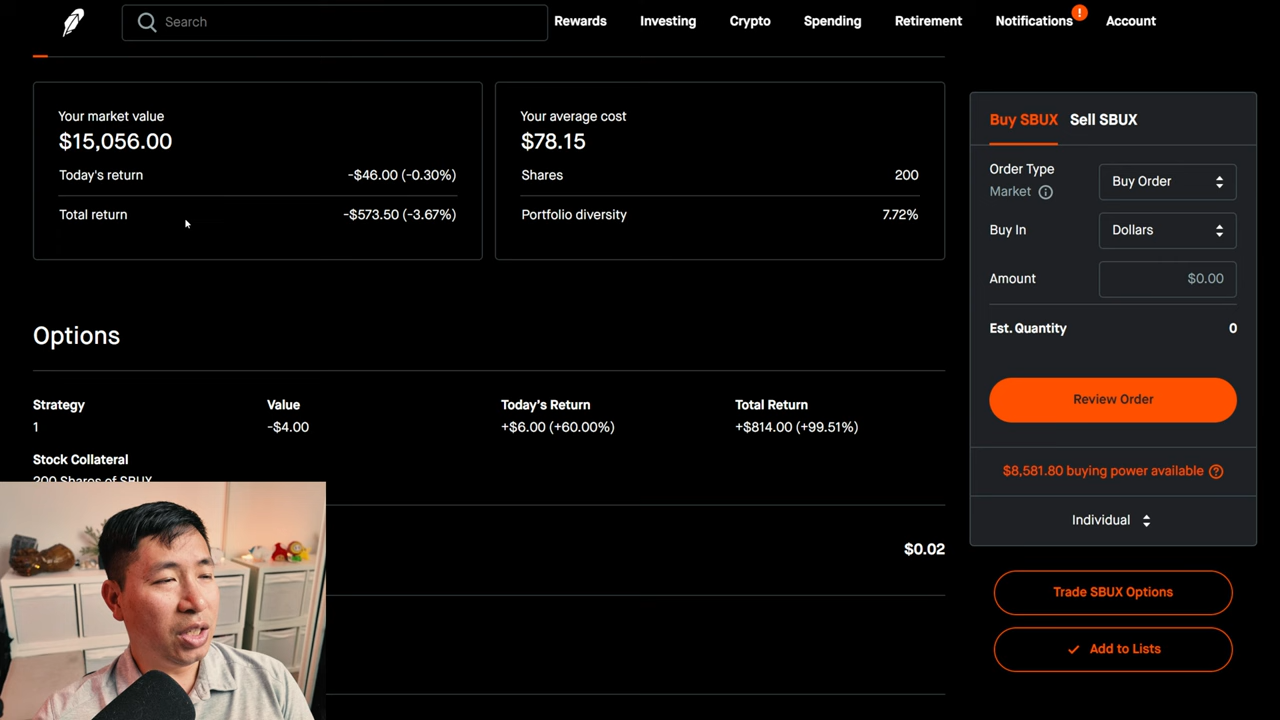 Search
Rewards
Investing
Crypto
Spending
Retirement
Notifications
!
Account
Your market value
$15,056.00
Today's return
-$46.00 (-0.30%)
Total return
-$573.50 (-3.67%)
Your average cost
$78.15
Shares
200
Portfolio diversity
7.72%
Options
Strategy
Value
Today's Return
Total Return
1
-$4.00
+$6.00 (+60.00%)
+$814.00 (+99.51%)
Stock Collateral
200 Shares of SBUX
$0.02
Buy SBUX
Sell SBUX
Order Type
Market
Buy Order
Buy In
Dollars
Amount
$0.00
Est. Quantity
0
Review Order
$8,581.80 buying power available
Individual
Trade SBUX Options
Add to Lists